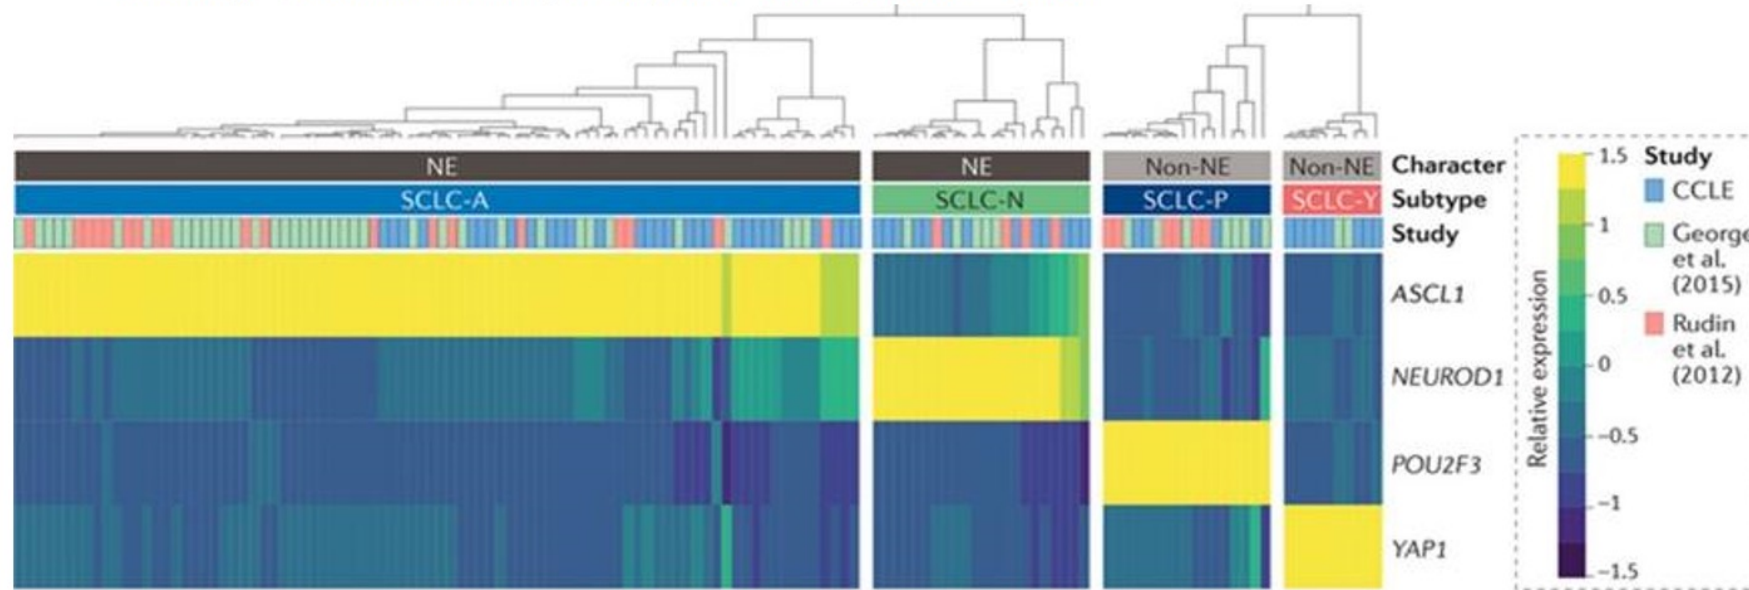 NE NE Non-NE Non-NE Character
SCLC-A SCLC-N SCLC-P SCLC-Y Subtype
Study
ASCL1
NEUROD1
POU2F3
YAP1
Relative expression
1.5
1
0.5
0
−0.5
−1
−1.5
Study
CCLE
George
et al.
(2015)
Rudin
et al.
(2012)